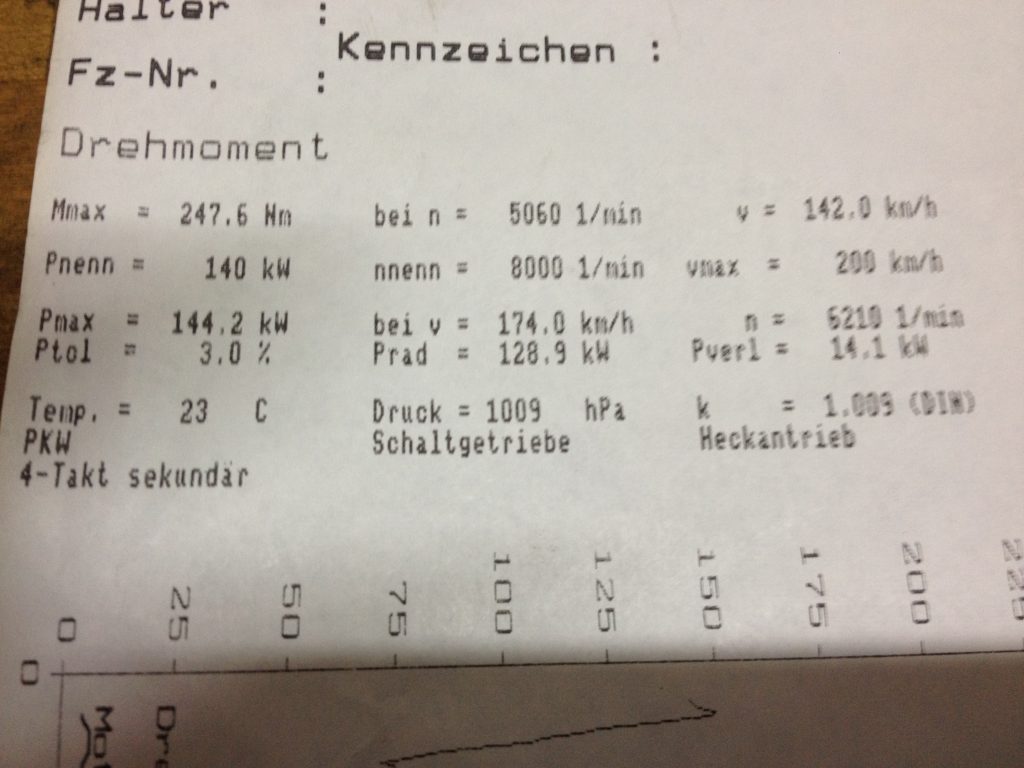 Halter :
Kennzeichen :
Fz-Nr. :
Drehmoment
Mmax = 247.6 Nm bei n = 5060 1/min v = 142.0 km/h
Pnenn = 140 kW nnenn = 8000 1/min vmax = 200 km/h
Pmax = 144.2 kW bei v = 174.0 km/h n = 6210 1/min
Ptol = 3.0 % Prad = 128.9 kW Pverl = 14.1 kW
Temp. = 23 C Druck = 1009 hPa k = 1.009 (DIN)
PKW Schaltgetriebe Heckantrieb
4-Takt sekundär
0 25 50 75 100 125 150 175 200
0